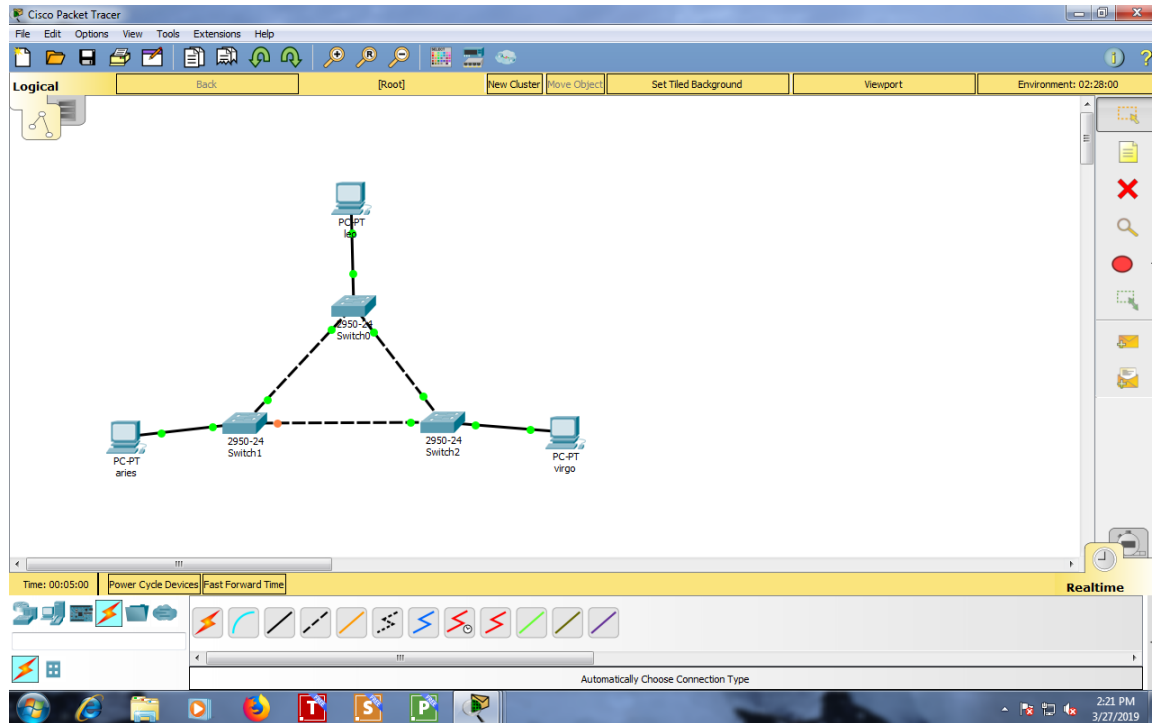 Cisco Packet Tracer
File Edit Options View Tools Extensions Help
Logical
Back
[Root]
New Cluster
Move Object
Set Tiled Background
Viewport
Environment: 02:28:00
PC-PT
leo
2950-24
Switch0
2950-24
Switch1
2950-24
Switch2
PC-PT
aries
PC-PT
virgo
Time: 00:05:00
Power Cycle Devices
Fast Forward Time
Realtime
Automatically Choose Connection Type
T
S
P
2:21 PM
3/27/2019